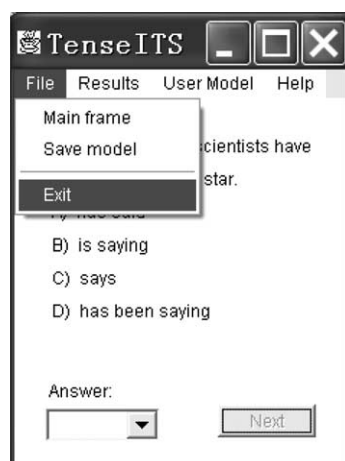 TenseITS
File Results User Model Help
Main frame
Save model
scientists have
star.
Exit
B) is saying
C) says
D) has been saying
Answer:
Next